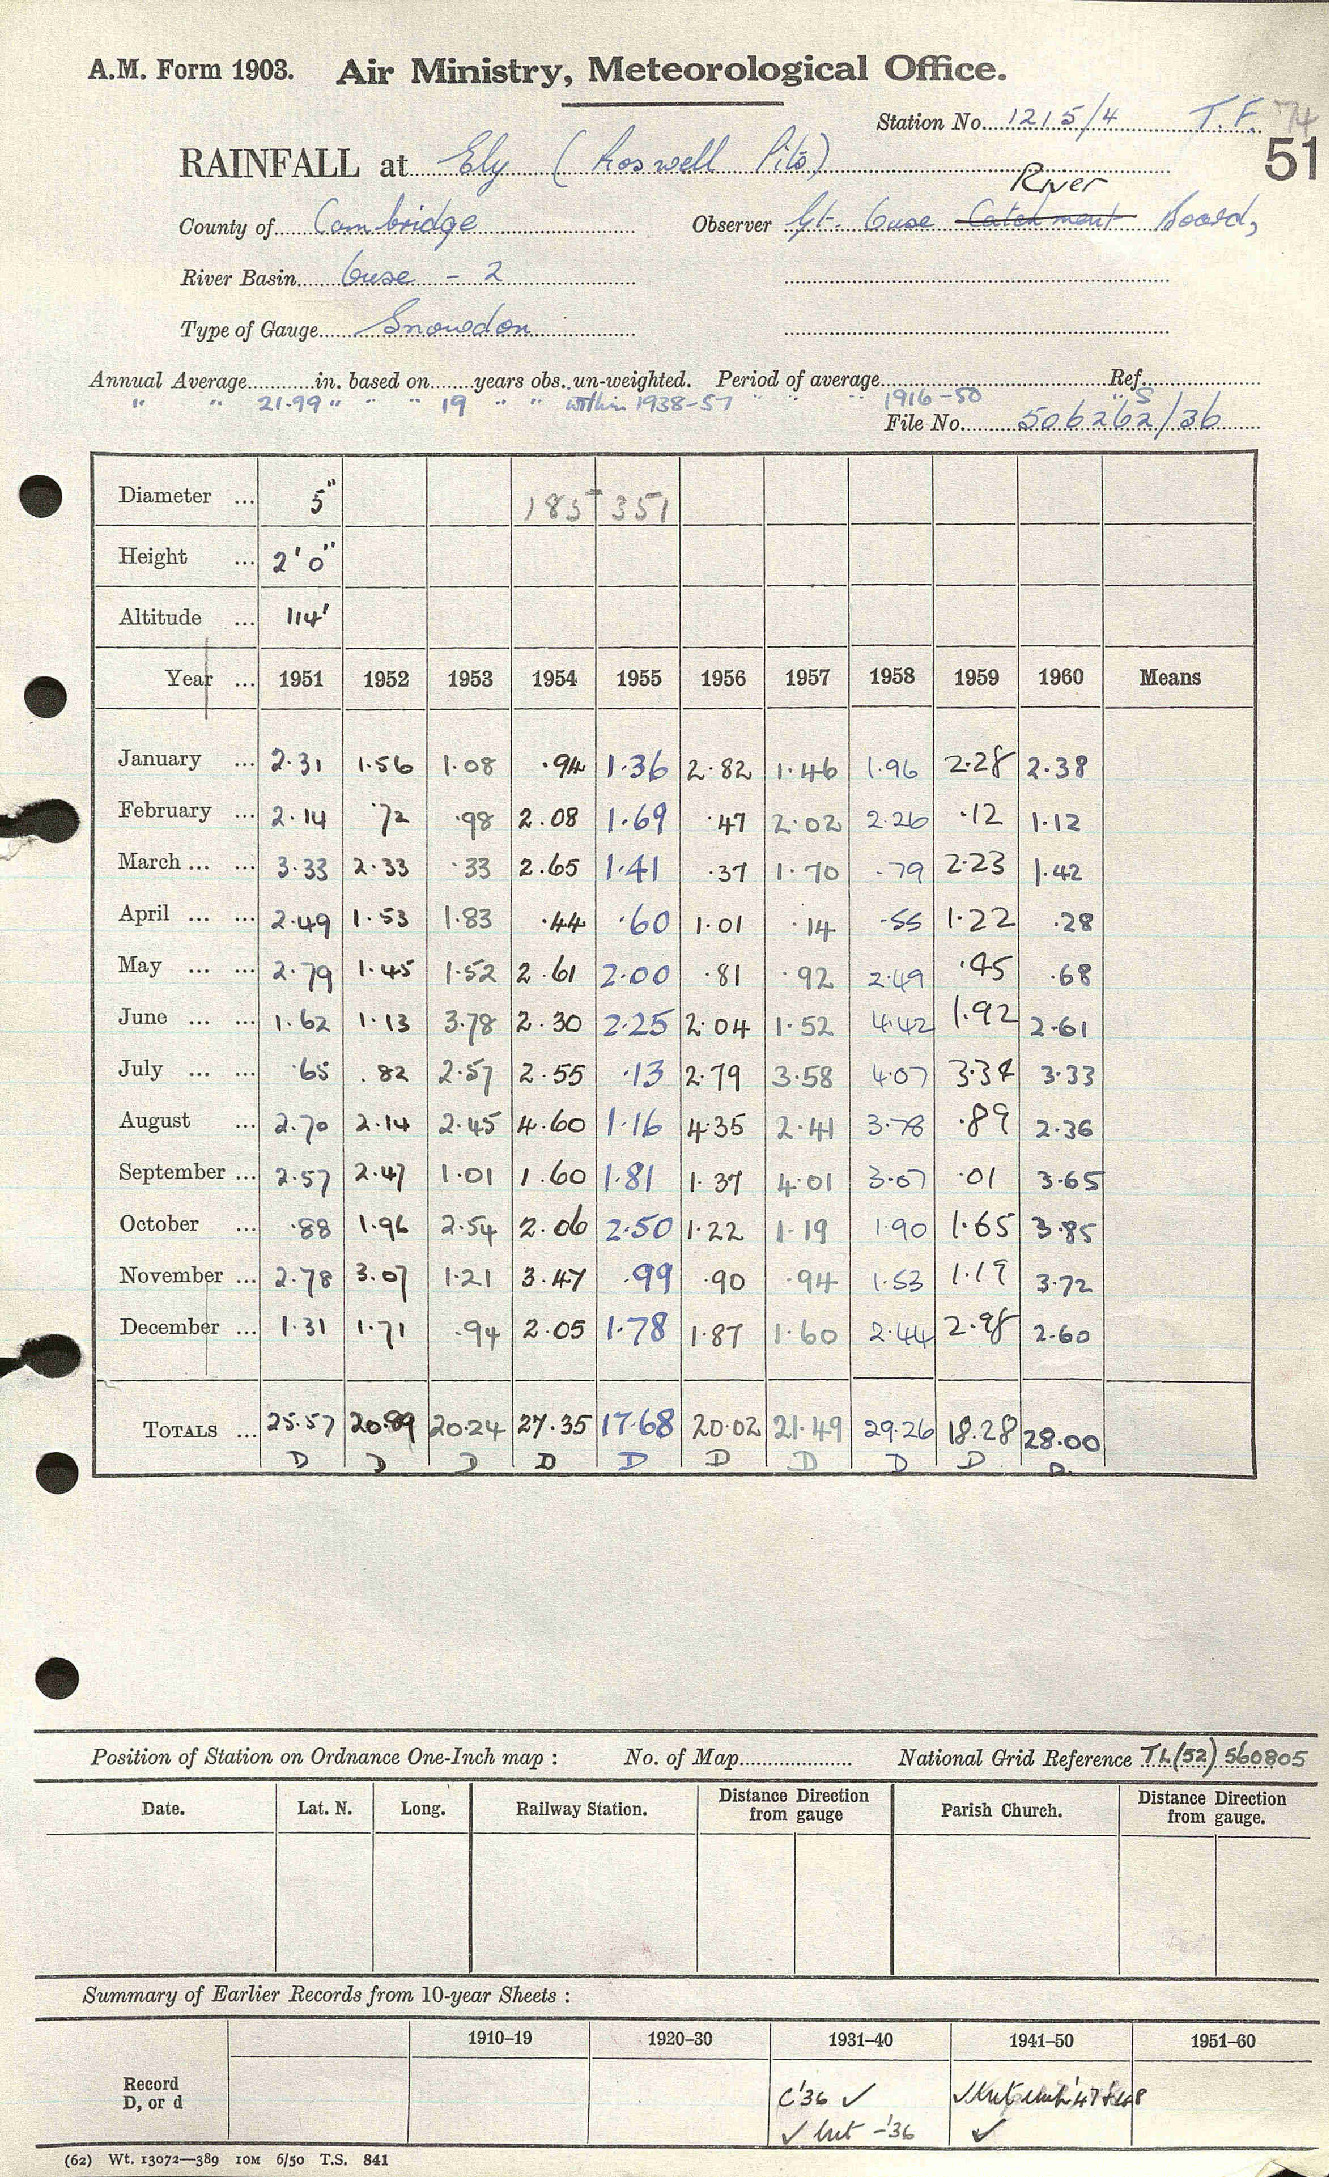 A.M. Form 1903. Air Ministry, Meteorological Office.
Station No. 1215/4 T.F. 74
51
RAINFALL at Ely (Roswell Pits)
River
County of Cambridge Observer Gt. Ouse Catchment Board,
River Basin Ouse - 2
Type of Gauge Snowdon
Annual Average in. based on years obs. un-weighted. Period of average Ref.
" " 21.99 " " " 19 " " within 1938-57 " " " 1916-50 " S
File No. 506262/36
Diameter ... 5" 185 + 351
Height ... 2' 0"
Altitude ... 114'
Year ... 1951 1952 1953 1954 1955 1956 1957 1958 1959 1960 Means
January ... 2.31 1.56 1.08 .94 1.36 2.82 1.46 1.96 2.28 2.38
February ... 2.14 .72 .98 2.08 1.69 .47 2.02 2.26 .12 1.12
March ... ... 3.33 2.33 .33 2.65 1.41 .37 1.70 .79 2.23 1.42
April ... ... 2.49 1.53 1.83 .44 .60 1.01 .14 .55 1.22 .28
May ... ... 2.79 1.45 1.52 2.61 2.00 .81 .92 2.49 .45 .68
June ... ... 1.62 1.13 3.78 2.30 2.25 2.04 1.52 4.42 1.92 2.61
July ... ... .65 .82 2.57 2.55 .13 2.79 3.58 4.07 3.34 3.33
August ... 2.70 2.14 2.45 4.60 1.16 4.35 2.41 3.78 .89 2.36
September ... 2.57 2.47 1.01 1.60 1.81 1.37 4.01 3.07 .01 3.65
October ... .88 1.96 2.54 2.06 2.50 1.22 1.19 1.90 1.65 3.85
November ... 2.78 3.07 1.21 3.47 .99 .90 .94 1.53 1.19 3.72
December ... 1.31 1.71 .94 2.05 1.78 1.87 1.60 2.44 2.98 2.60
TOTALS ... 25.57 20.89 20.24 27.35 17.68 20.02 21.49 29.26 18.28 28.00
D D D D D D D D D D.
Position of Station on Ordnance One-Inch map : No. of Map National Grid Reference TL(52) 560805
Date. Lat. N. Long. Railway Station. Distance from gauge Direction Parish Church. Distance from gauge. Direction
Summary of Earlier Records from 10-year Sheets :
1910–19 1920–30 1931–40 1941–50 1951–60
Record
D, or d
C'36 ✓ '47 + 48
✓ but -'36 ✓
(62) Wt. 13072—389 10M 6/50 T.S. 841